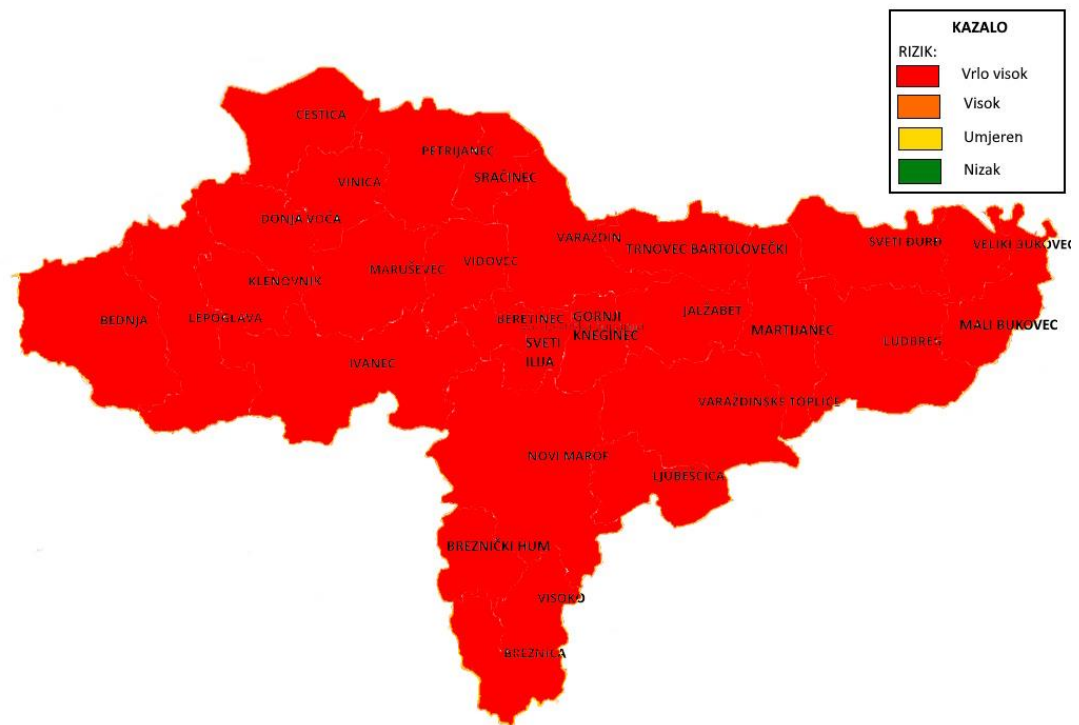 KAZALO
RIZIK:
Vrlo visok
Visok
Umjeren
Nizak
CESTICA
PETRIJANEC
SRAČINEC
VINICA
DONJA VOĆA
VARAŽDIN
TRNOVEC BARTOLOVEČKI
SVETI ĐURĐ
VELIKI BUKOVEC
KLENOVNIK
MARUŠEVEC
VIDOVEC
BEDNJA
LEPOGLAVA
BERETINEC
GORNJI
KNEGINEC
JALŽABET
MARTIJANEC
MALI BUKOVEC
LUDBREG
SVETI
ILIJA
IVANEC
VARAŽDINSKE TOPLICE
NOVI MAROF
LJUBEŠĆICA
BREZNIČKI HUM
VISOKO
BREZNICA